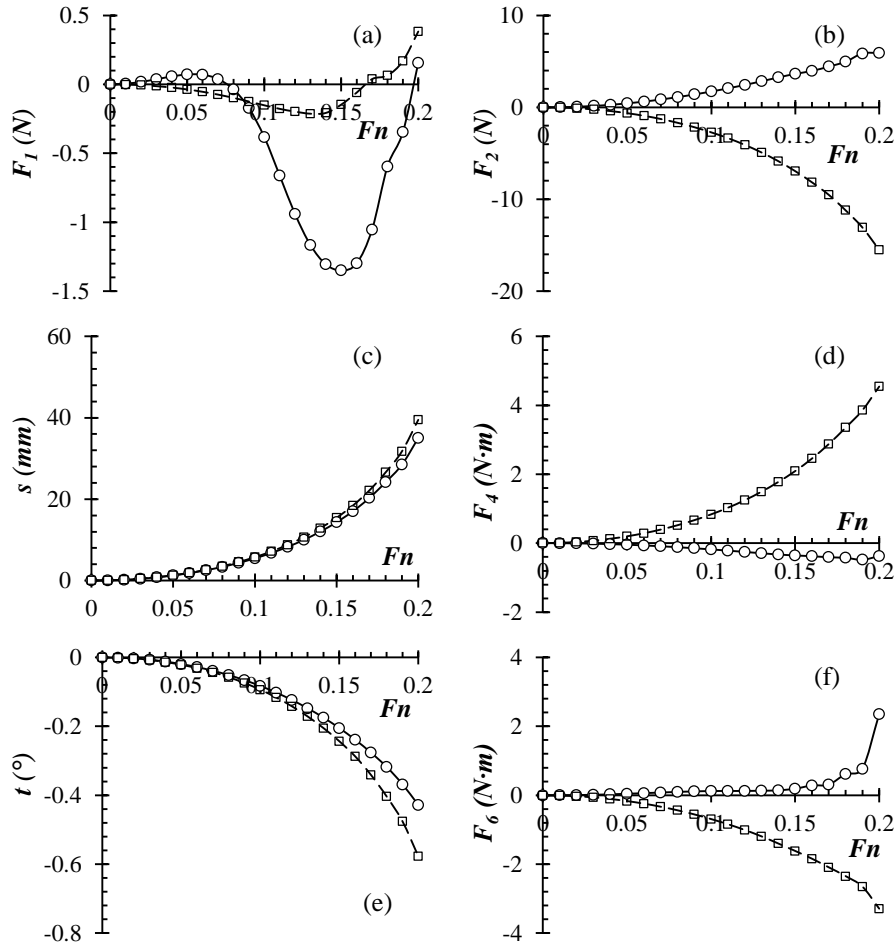 0.5
(a)
0
0 0.05 0.1 0.15 0.2
Fn
-0.5
-1
-1.5
F1 (N)
10
(b)
0
0 0.05 0.1 0.15 0.2
Fn
-10
-20
F2 (N)
60
(c)
40
20
0
Fn
0 0.05 0.1 0.15 0.2
s (mm)
6
(d)
4
2
Fn
0
0 0.05 0.1 0.15 0.2
-2
F4 (N·m)
0
0 0.05 0.1 0.15 0.2
Fn
-0.2
-0.4
-0.6
-0.8
(e)
t (°)
4
(f)
2
0
0 0.05 0.1 0.15 0.2
Fn
-2
-4
F6 (N·m)